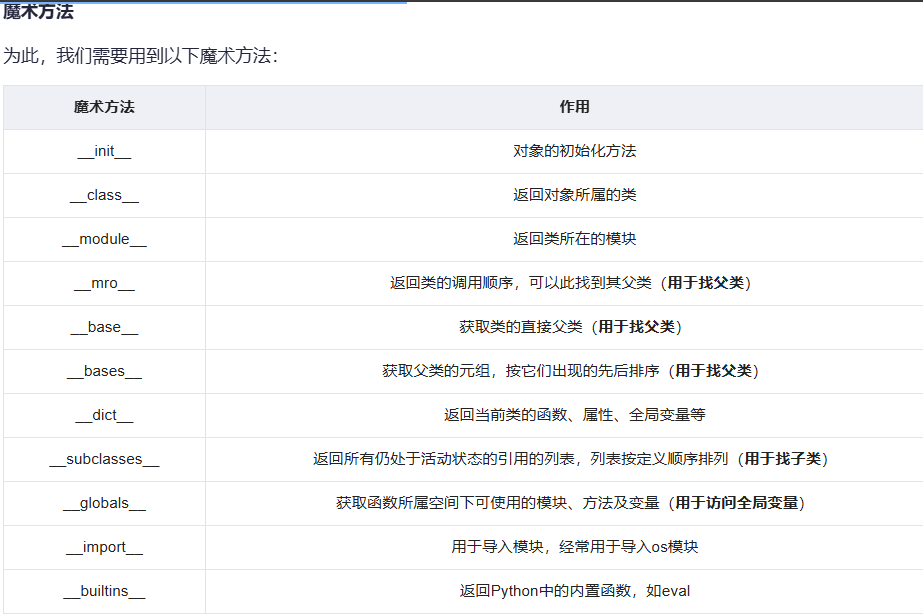 魔术方法
为此，我们需要用到以下魔术方法：
魔术方法 作用
__init__ 对象的初始化方法
__class__ 返回对象所属的类
__module__ 返回类所在的模块
__mro__ 返回类的调用顺序，可以此找到其父类（用于找父类）
__base__ 获取类的直接父类（用于找父类）
__bases__ 获取父类的元组，按它们出现的先后排序（用于找父类）
__dict__ 返回当前类的函数、属性、全局变量等
__subclasses__ 返回所有仍处于活动状态的引用的列表，列表按定义顺序排列（用于找子类）
__globals__ 获取函数所属空间下可使用的模块、方法及变量（用于访问全局变量）
__import__ 用于导入模块，经常用于导入os模块
__builtins__ 返回Python中的内置函数，如eval